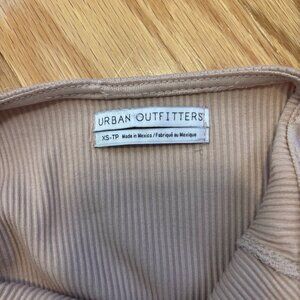 URBAN OUTFITTERS
XS-TP Made in Mexico / Fabriqué au Mexique